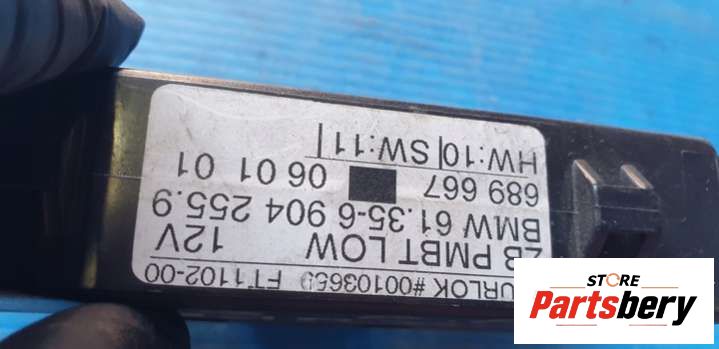 URLOK #00103650 FT1102-00
ZB PMBT LOW 12V
BMW 61.35-6 904 255.9
689 667 06 01 01
HW:10| SW:11|
STORE
Partsbery